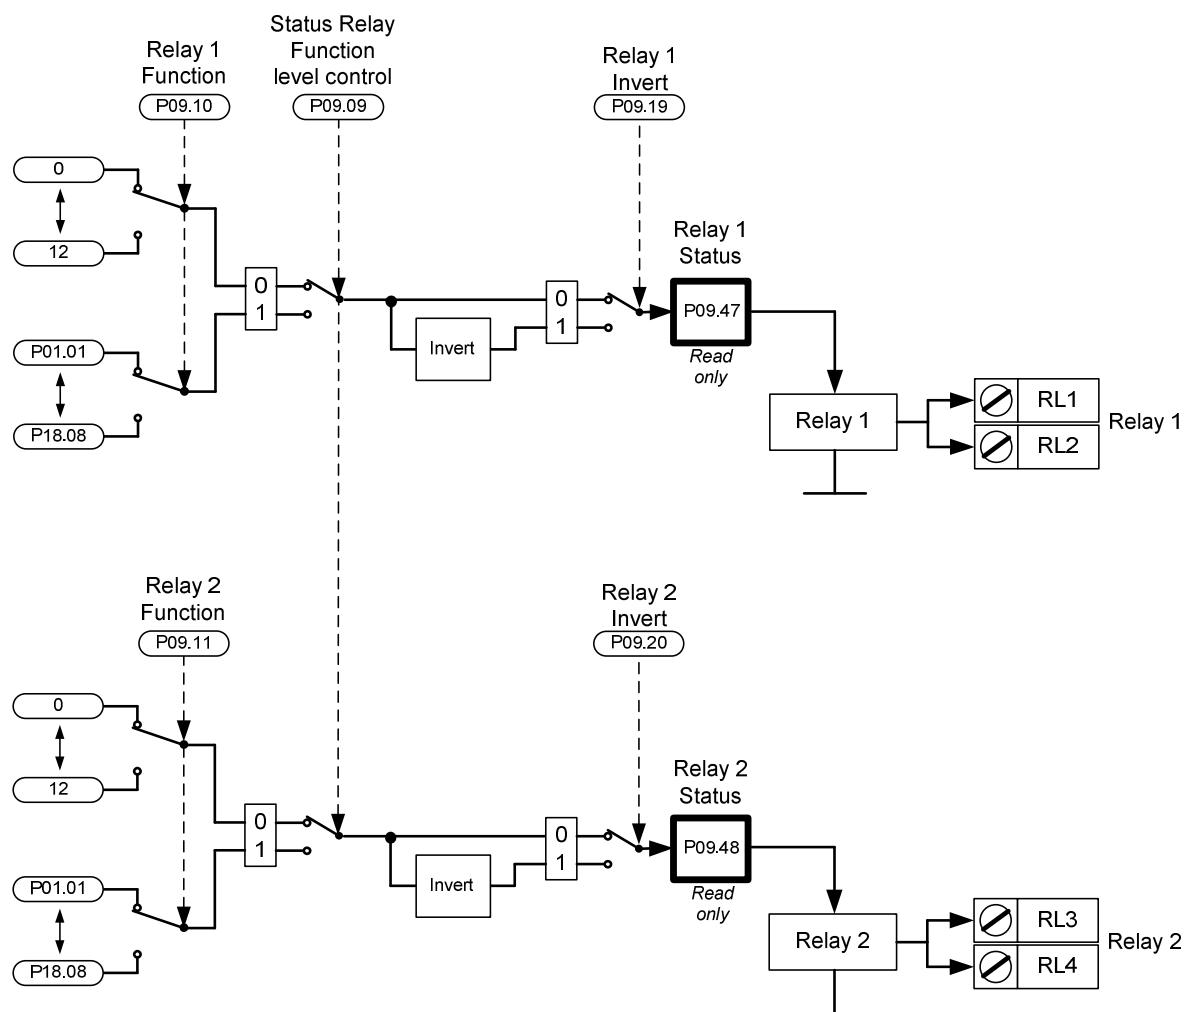 Status Relay
Function
level control
Relay 1
Function
Relay 1
Invert
P09.10
P09.09
P09.19
0
12
Relay 1
Status
0
1
0
1
P09.47
Invert
Read
only
P01.01
P18.08
Relay 1
RL1
RL2
Relay 1
Relay 2
Function
Relay 2
Invert
P09.11
P09.20
0
12
Relay 2
Status
0
1
0
1
P09.48
Invert
Read
only
P01.01
P18.08
Relay 2
RL3
RL4
Relay 2